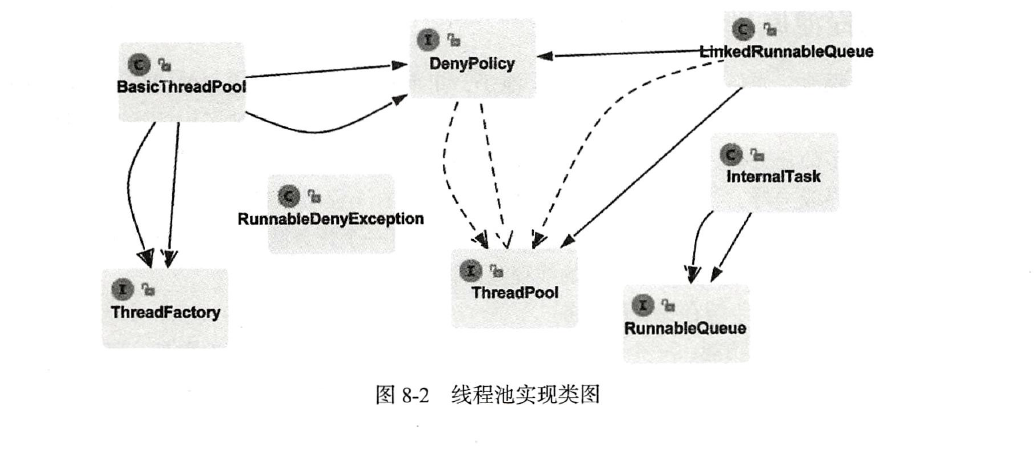 I
DenyPolicy
C
LinkedRunnableQueue
C
BasicThreadPool
C
InternalTask
C
RunnableDenyException
I
ThreadPool
I
ThreadFactory
I
RunnableQueue
图 8-2 线程池实现类图